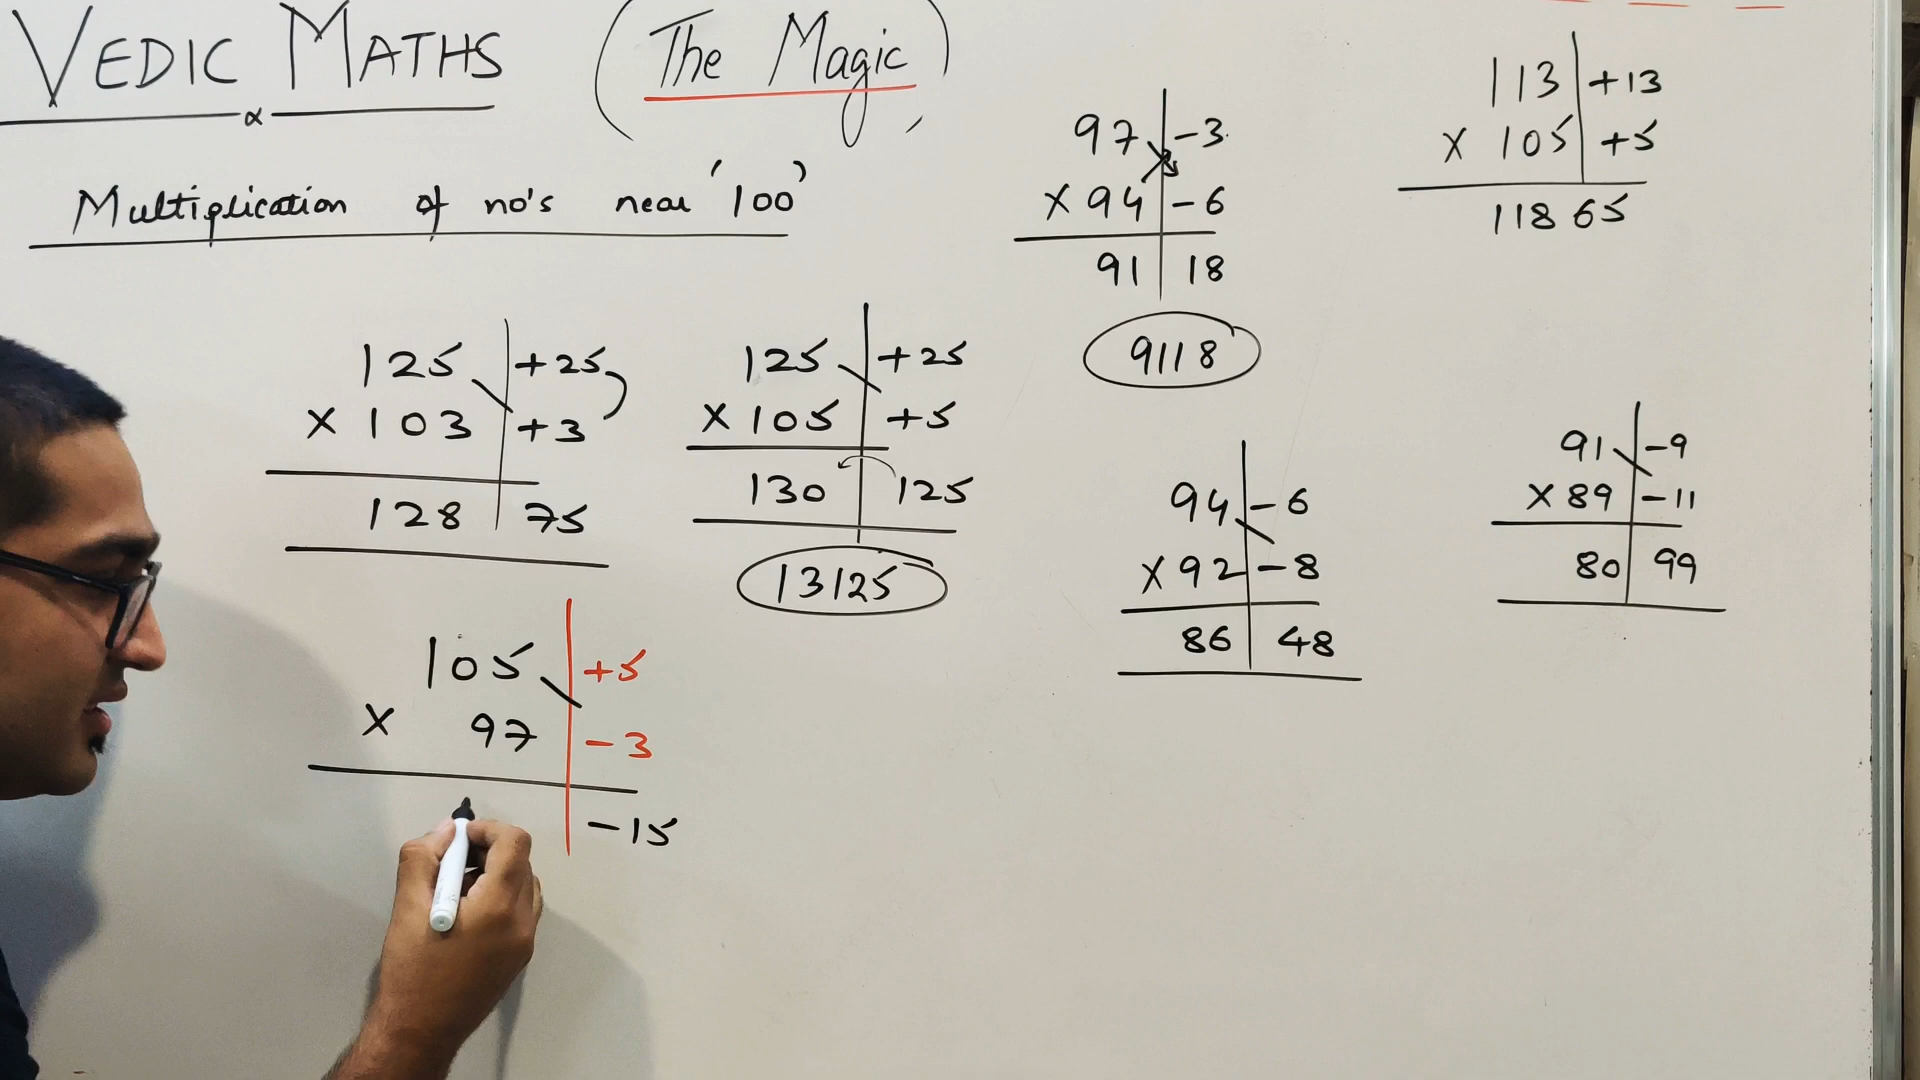 VEDIC MATHS (The Magic)
α
Multiplication of no's near '100'
97 -3
X 94 -6
91 18
9118
113 +13
X 105 +5
11865
125 +25
X 103 +3
128 75
125 +25
X 105 +5
130 125
13125
94 -6
X 92 -8
86 48
91 -9
X 89 -11
80 99
105 +5
X 97 -3
-15